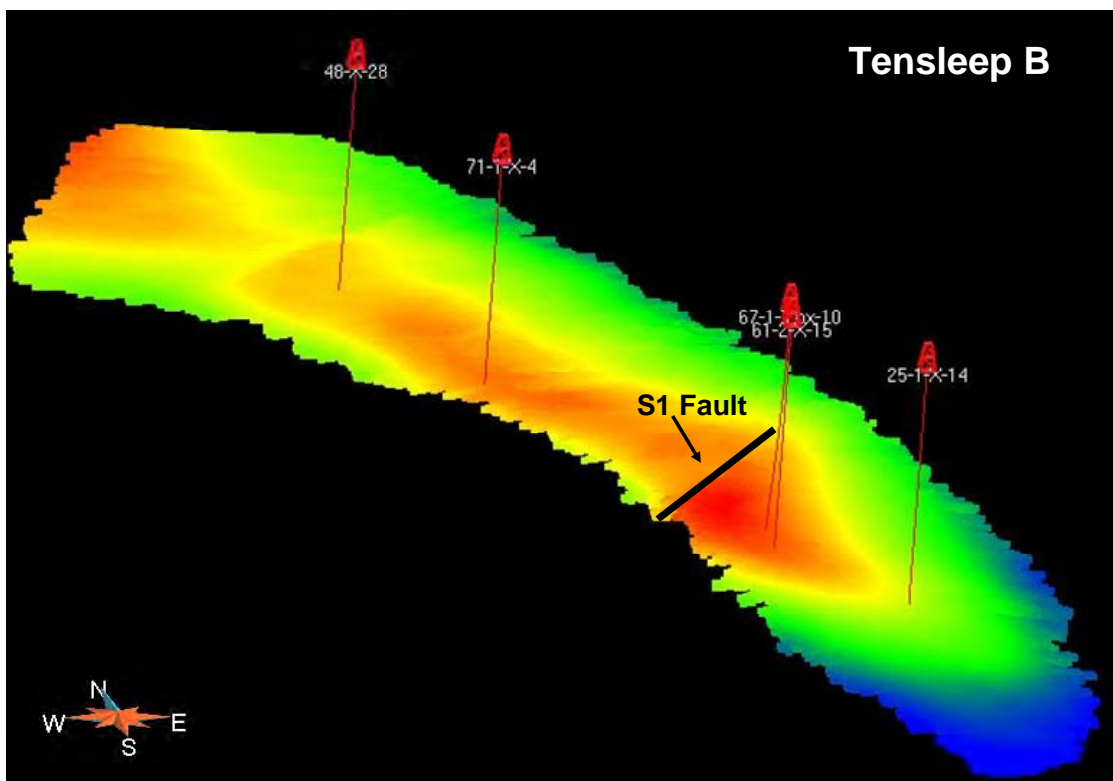 Tensleep B
48-X-28
71-1-X-4
61-2-X-15
25-1-X-14
S1 Fault
N
W
E
S